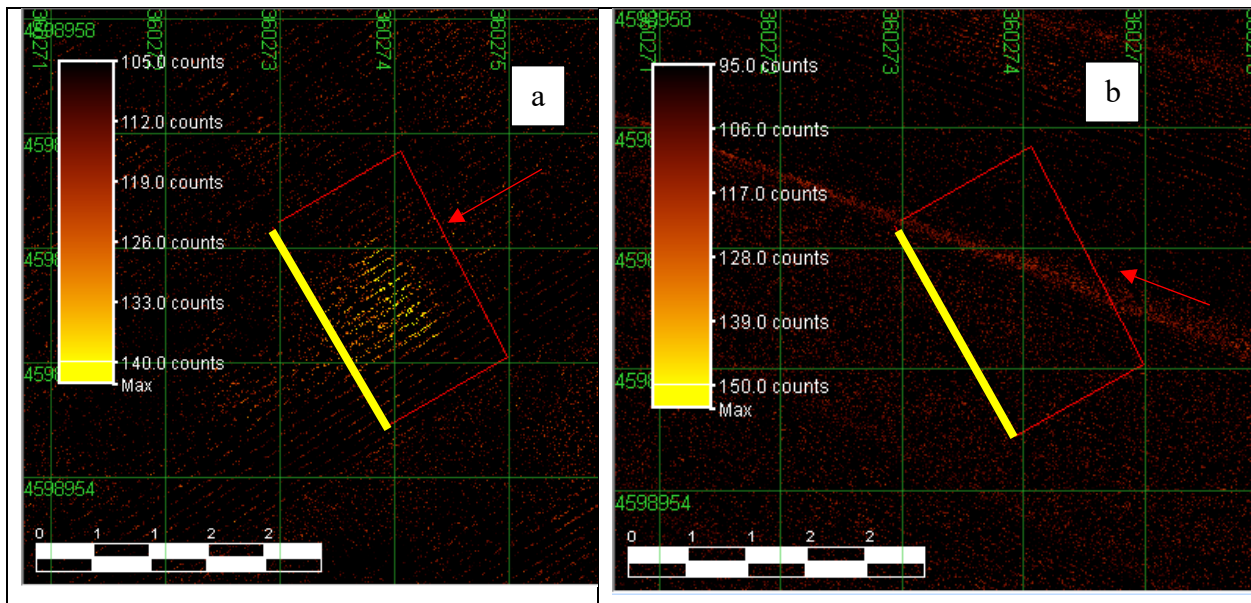 4598958
360271
360273
360274
360275
a
105.0 counts
112.0 counts
119.0 counts
126.0 counts
133.0 counts
140.0 counts
Max
4598954
0 1 1 2 2
4598958
360271
360273
360274
b
95.0 counts
106.0 counts
117.0 counts
128.0 counts
139.0 counts
150.0 counts
Max
4598954
0 1 1 2 2